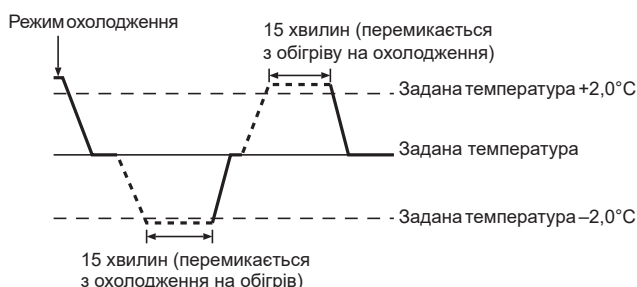 Режим охолодження
15 хвилин (перемикається
з обігріву на охолодження)
Задана температура +2,0°C
Задана температура
Задана температура –2,0°C
15 хвилин (перемикається
з охолодження на обігрів)